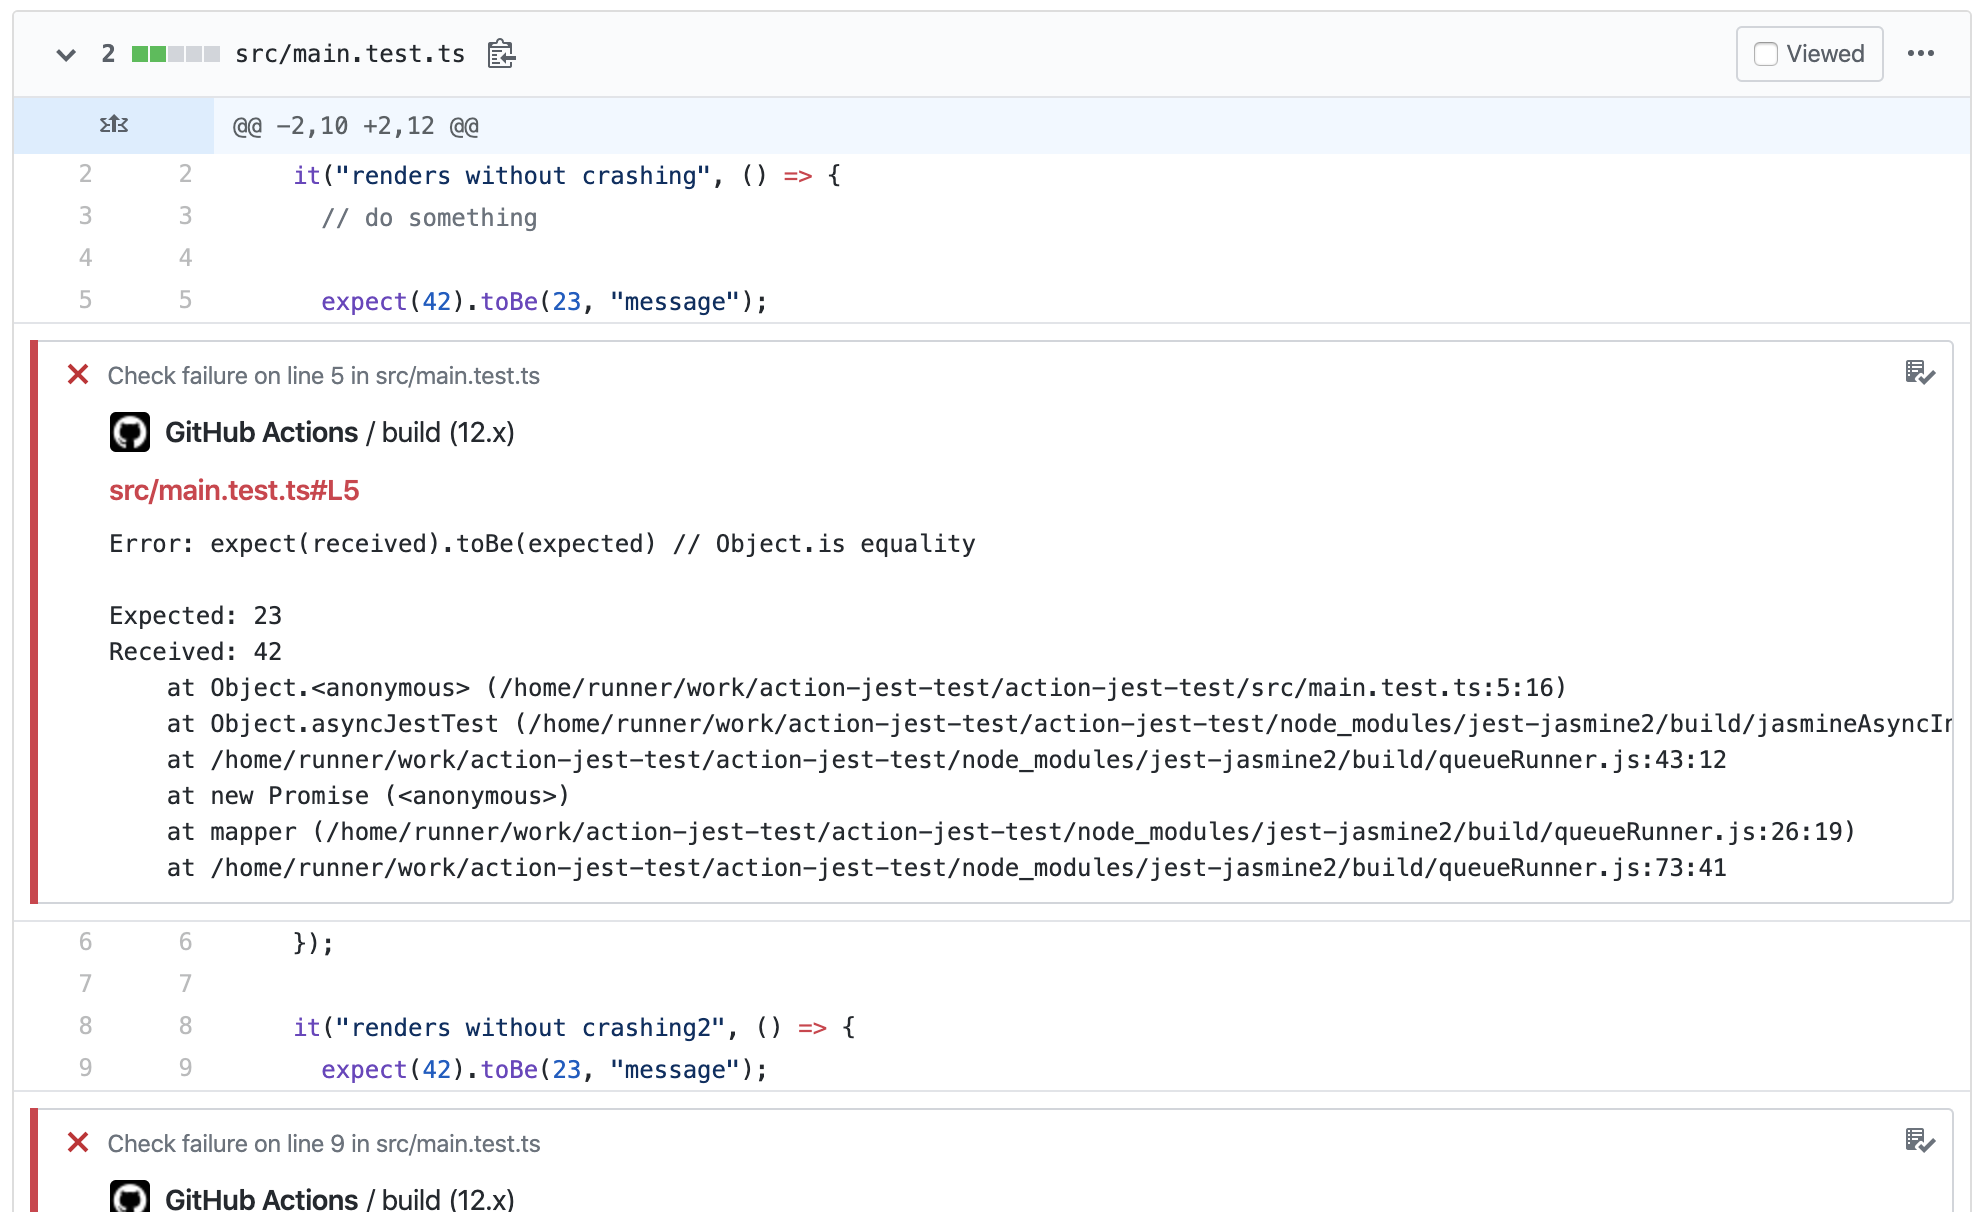 2 src/main.test.ts Viewed
@@ -2,10 +2,12 @@
2 2 it("renders without crashing", () => {
3 3 // do something
4 4
5 5 expect(42).toBe(23, "message");
Check failure on line 5 in src/main.test.ts
GitHub Actions / build (12.x)
src/main.test.ts#L5
Error: expect(received).toBe(expected) // Object.is equality
Expected: 23
Received: 42
at Object.<anonymous> (/home/runner/work/action-jest-test/action-jest-test/src/main.test.ts:5:16)
at Object.asyncJestTest (/home/runner/work/action-jest-test/action-jest-test/node_modules/jest-jasmine2/build/jasmineAsyncIn
at /home/runner/work/action-jest-test/action-jest-test/node_modules/jest-jasmine2/build/queueRunner.js:43:12
at new Promise (<anonymous>)
at mapper (/home/runner/work/action-jest-test/action-jest-test/node_modules/jest-jasmine2/build/queueRunner.js:26:19)
at /home/runner/work/action-jest-test/action-jest-test/node_modules/jest-jasmine2/build/queueRunner.js:73:41
6 6 });
7 7
8 8 it("renders without crashing2", () => {
9 9 expect(42).toBe(23, "message");
Check failure on line 9 in src/main.test.ts
GitHub Actions / build (12.x)